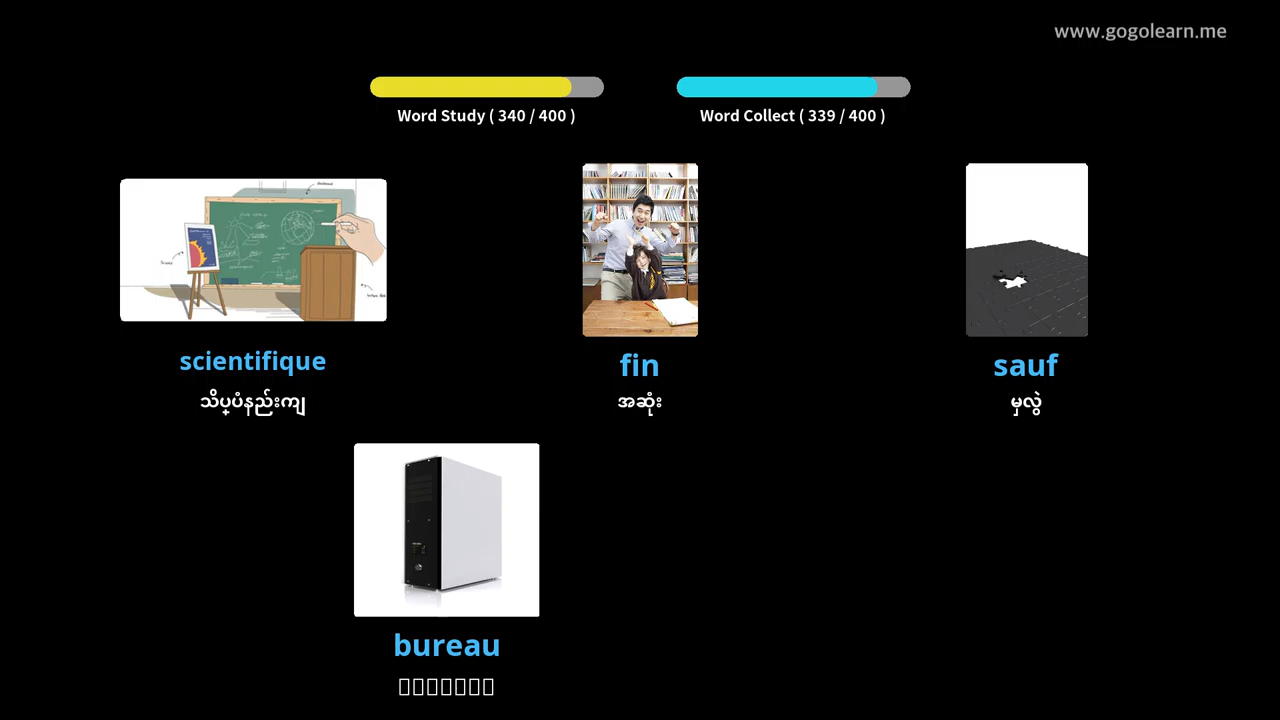 www.gogolearn.me
Word Study ( 340 / 400 )
Word Collect ( 339 / 400 )
scientifique
fin
sauf
သိပ္ပံနည်းကျ
အဆုံး
မှလွဲ
bureau